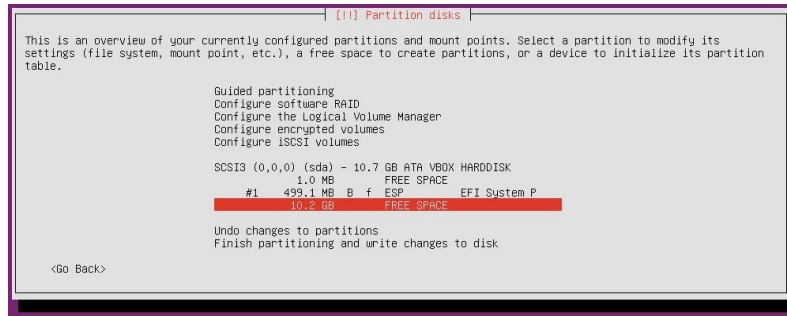 [!!] Partition disks
This is an overview of your currently configured partitions and mount points. Select a partition to modify its
settings (file system, mount point, etc.), a free space to create partitions, or a device to initialize its partition
table.
Guided partitioning
Configure software RAID
Configure the Logical Volume Manager
Configure encrypted volumes
Configure iSCSI volumes
SCSI3 (0,0,0) (sda) - 10.7 GB ATA VBOX HARDDISK
1.0 MB FREE SPACE
#1 499.1 MB B f ESP EFI System P
10.2 GB FREE SPACE
Undo changes to partitions
Finish partitioning and write changes to disk
<Go Back>